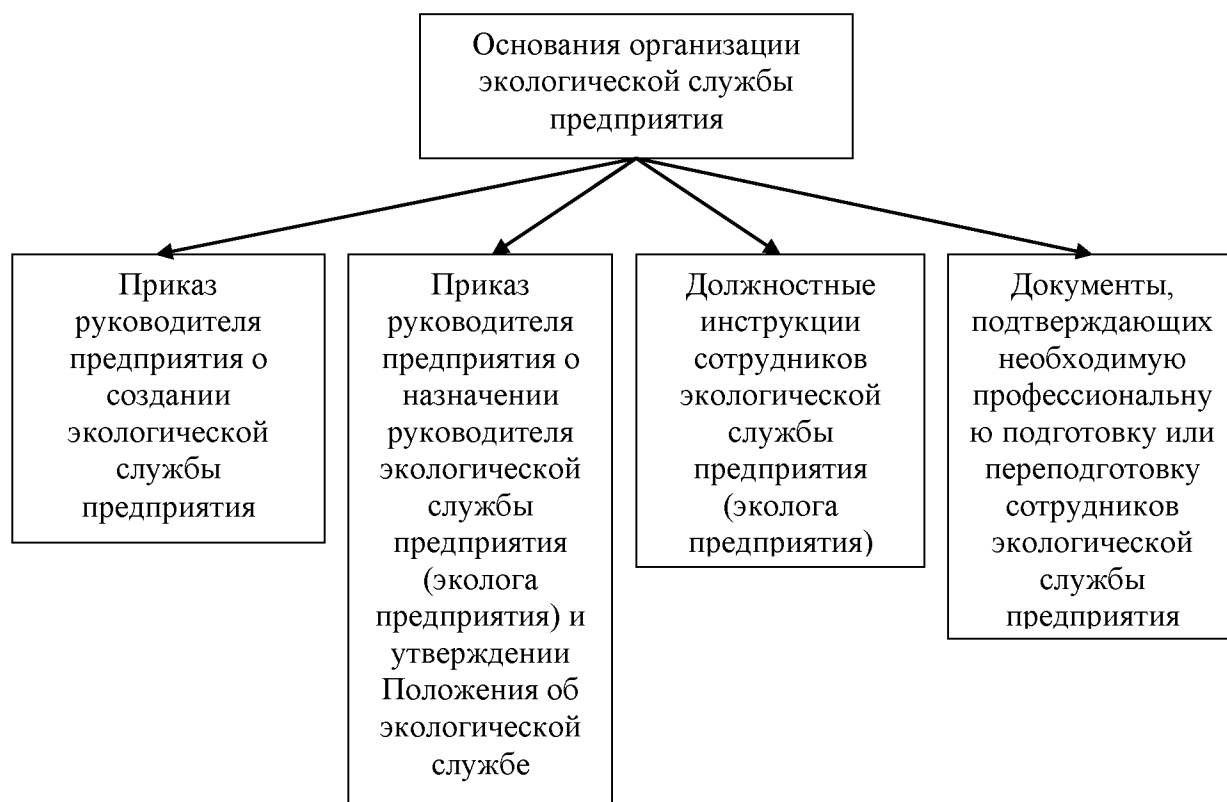 Основания организации
экологической службы
предприятия
Приказ
руководителя
предприятия о
создании
экологической
службы
предприятия
Приказ
руководителя
предприятия о
назначении
руководителя
экологической
службы
предприятия
(эколога
предприятия) и
утверждении
Положения об
экологической
службе
Должностные
инструкции
сотрудников
экологической
службы
предприятия
(эколога
предприятия)
Документы,
подтверждающих
необходимую
профессиональну
ю подготовку или
переподготовку
сотрудников
экологической
службы
предприятия